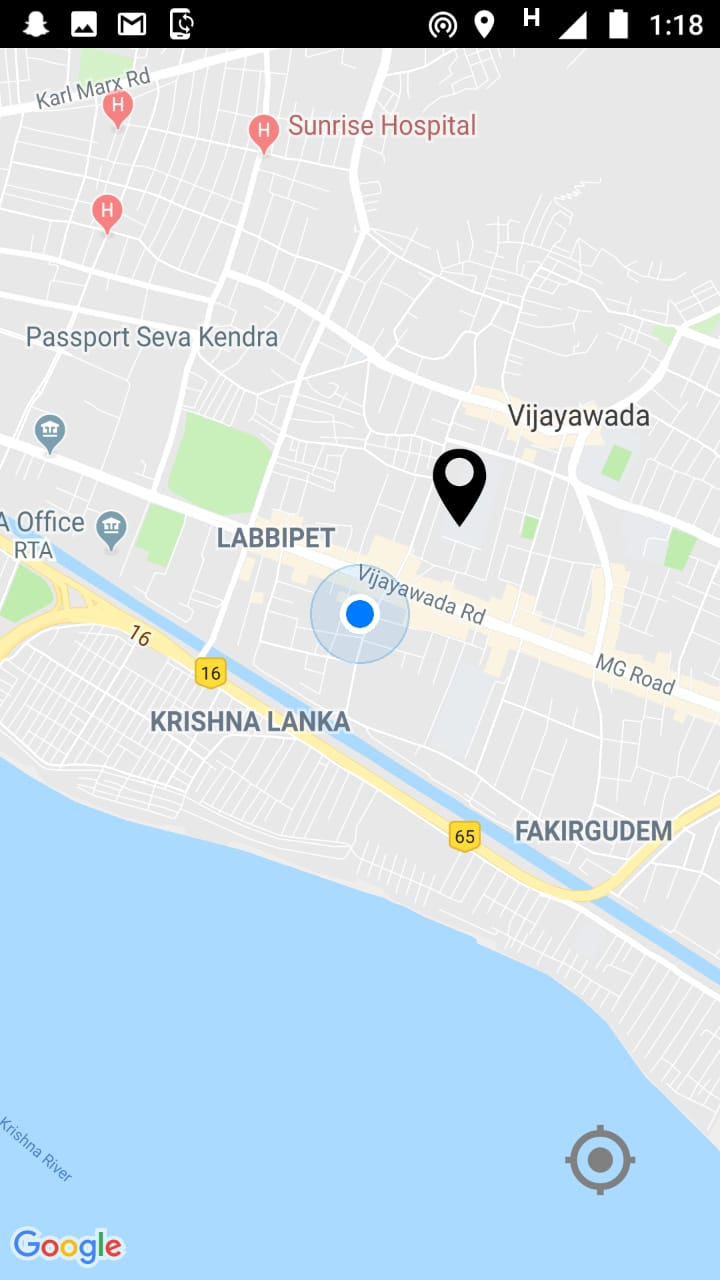 H
1:18
Karl Marx Rd
H
H
Sunrise Hospital
H
Passport Seva Kendra
Vijayawada
A Office
RTA
LABBIPET
Vijayawada Rd
16
16
MG Road
KRISHNA LANKA
65
FAKIRGUDEM
Krishna River
Google